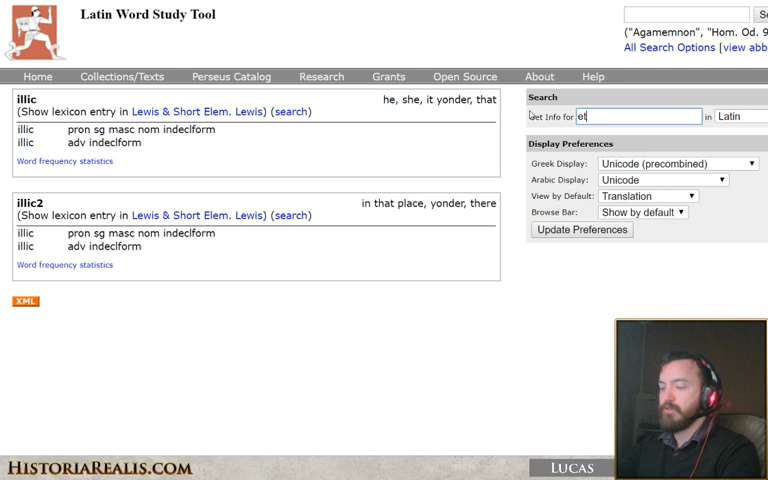 Latin Word Study Tool
("Agamemnon", "Hom. Od. 9
All Search Options [view abb
Home Collections/Texts Perseus Catalog Research Grants Open Source About Help
illic he, she, it yonder, that
(Show lexicon entry in Lewis & Short Elem. Lewis) (search)
illic pron sg masc nom indeclform
illic adv indeclform
Word frequency statistics
illic2 in that place, yonder, there
(Show lexicon entry in Lewis & Short Elem. Lewis) (search)
illic pron sg masc nom indeclform
illic adv indeclform
Word frequency statistics
XML
Search
Get Info for et in Latin
Display Preferences
Greek Display: Unicode (precombined)
Arabic Display: Unicode
View by Default: Translation
Browse Bar: Show by default
Update Preferences
HistoriaRealis.com
Lucas